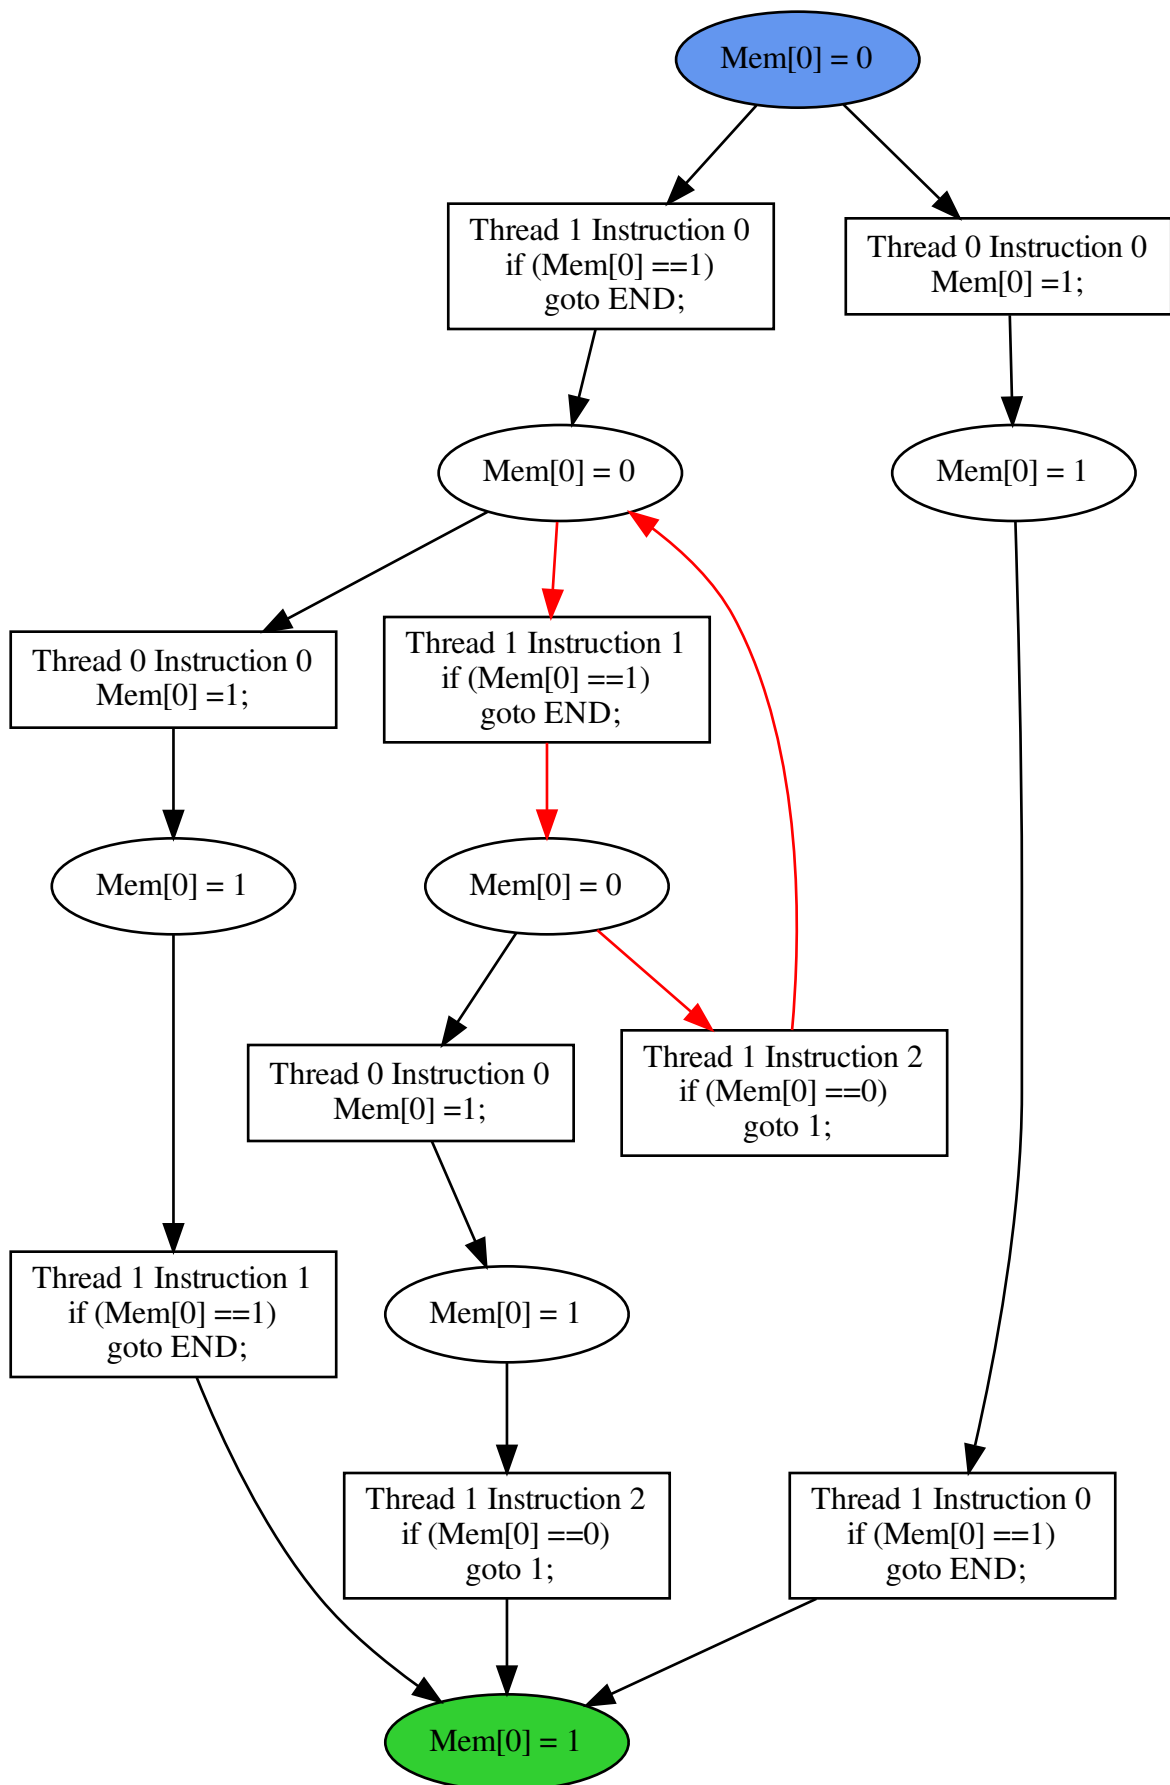 Mem[0] = 0
Thread 1 Instruction 0
if (Mem[0] ==1)
goto END;
Thread 0 Instruction 0
Mem[0] =1;
Mem[0] = 0
Mem[0] = 1
Thread 0 Instruction 0
Mem[0] =1;
Thread 1 Instruction 1
if (Mem[0] ==1)
goto END;
Mem[0] = 1
Mem[0] = 0
Thread 0 Instruction 0
Mem[0] =1;
Thread 1 Instruction 2
if (Mem[0] ==0)
goto 1;
Thread 1 Instruction 1
if (Mem[0] ==1)
goto END;
Mem[0] = 1
Thread 1 Instruction 2
if (Mem[0] ==0)
goto 1;
Thread 1 Instruction 0
if (Mem[0] ==1)
goto END;
Mem[0] = 1